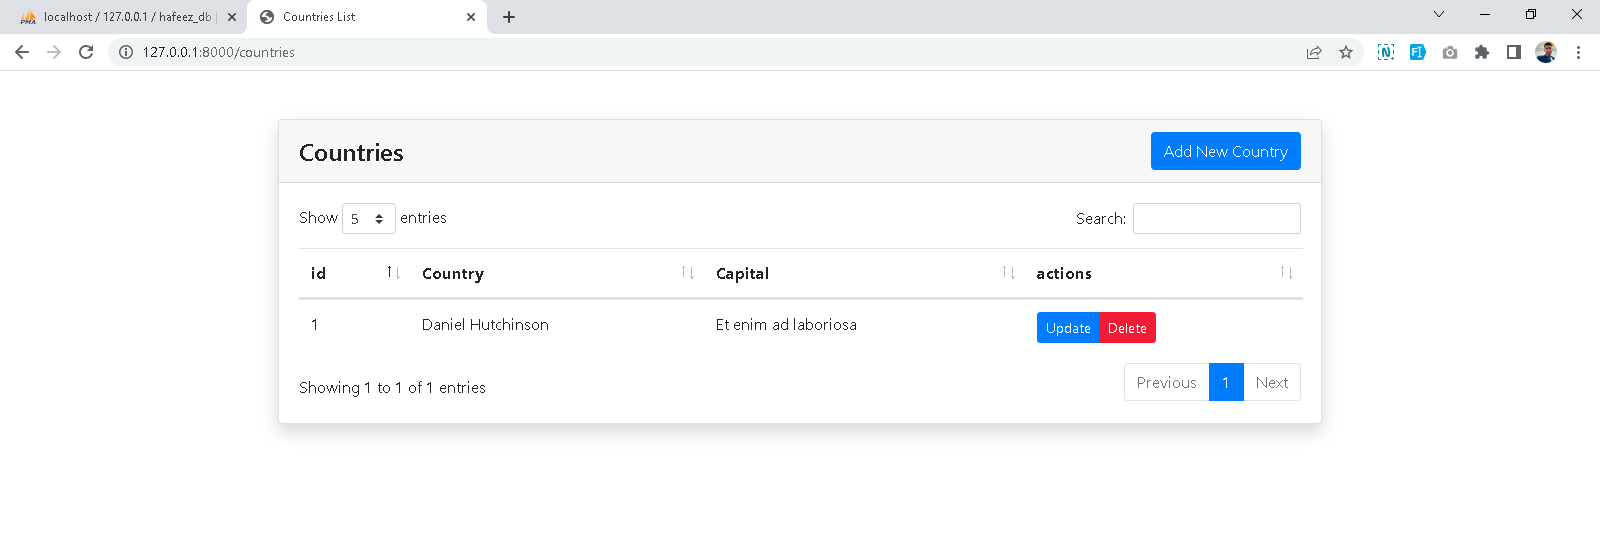 PMA localhost / 127.0.0.1 / hafeez_db |
Countries List
127.0.0.1:8000/countries
Countries
Add New Country
Show 5 entries
Search:
id Country Capital actions
1 Daniel Hutchinson Et enim ad laboriosa Update Delete
Showing 1 to 1 of 1 entries
Previous 1 Next